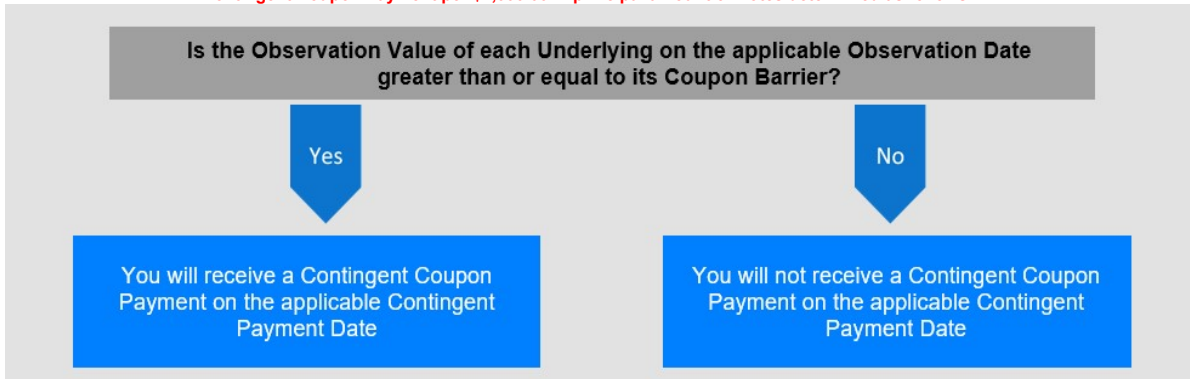 Is the Observation Value of each Underlying on the applicable Observation Date
greater than or equal to its Coupon Barrier?
Yes
No
You will receive a Contingent Coupon
Payment on the applicable Contingent
Payment Date
You will not receive a Contingent Coupon
Payment on the applicable Contingent
Payment Date